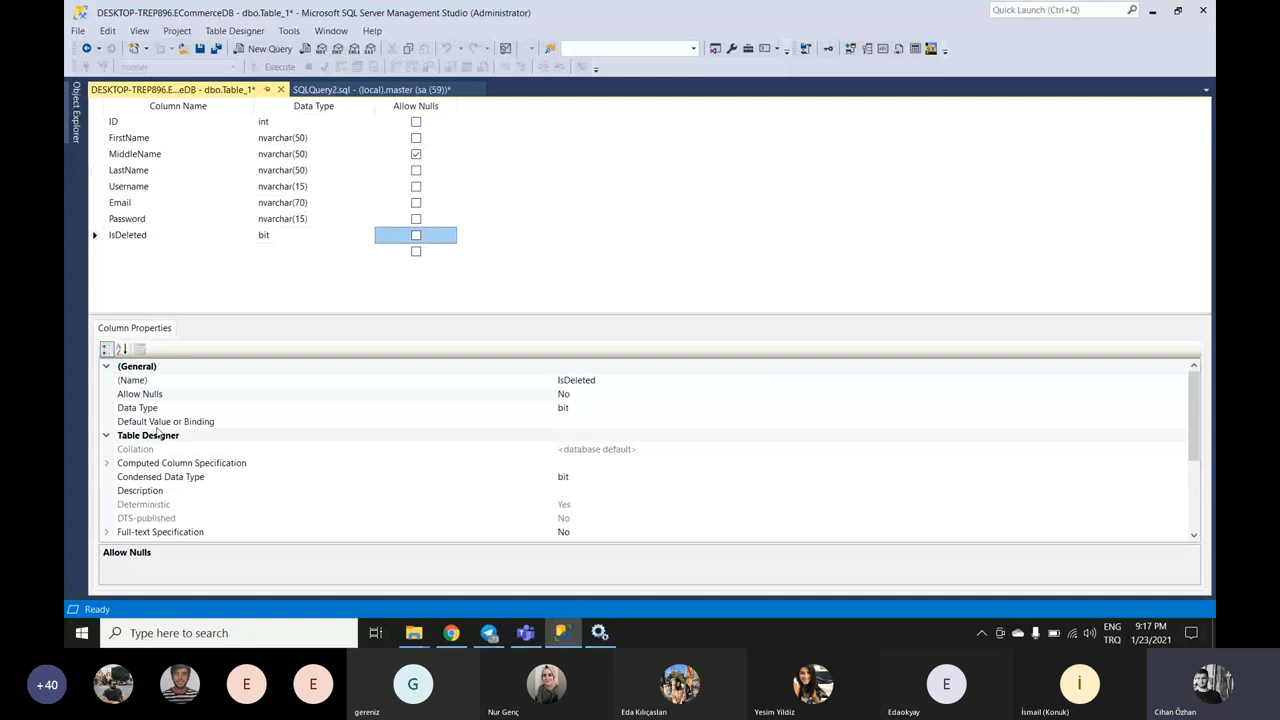 DESKTOP-TREP896.ECommerceDB - dbo.Table_1* - Microsoft SQL Server Management Studio (Administrator)
Quick Launch (Ctrl+Q)
File Edit View Project Table Designer Tools Window Help
New Query
master
Execute
Object Explorer
DESKTOP-TREP896.E...eDB - dbo.Table_1*
SQLQuery2.sql - (local).master (sa (59))*
Column Name Data Type Allow Nulls
ID int
FirstName nvarchar(50)
MiddleName nvarchar(50)
LastName nvarchar(50)
Username nvarchar(15)
Email nvarchar(70)
Password nvarchar(15)
IsDeleted bit
Column Properties
(General)
(Name) IsDeleted
Allow Nulls No
Data Type bit
Default Value or Binding
Table Designer
Collation <database default>
Computed Column Specification
Condensed Data Type bit
Description
Deterministic Yes
DTS-published No
Full-text Specification No
Allow Nulls
Ready
Type here to search
ENG
TRQ
9:17 PM
1/23/2021
+40
E
E
G
E
İ
gereniz
Nur Genç
Eda Kılıçaslan
Yesim Yildiz
Edaokyay
İsmail (Konuk)
Cihan Özhan